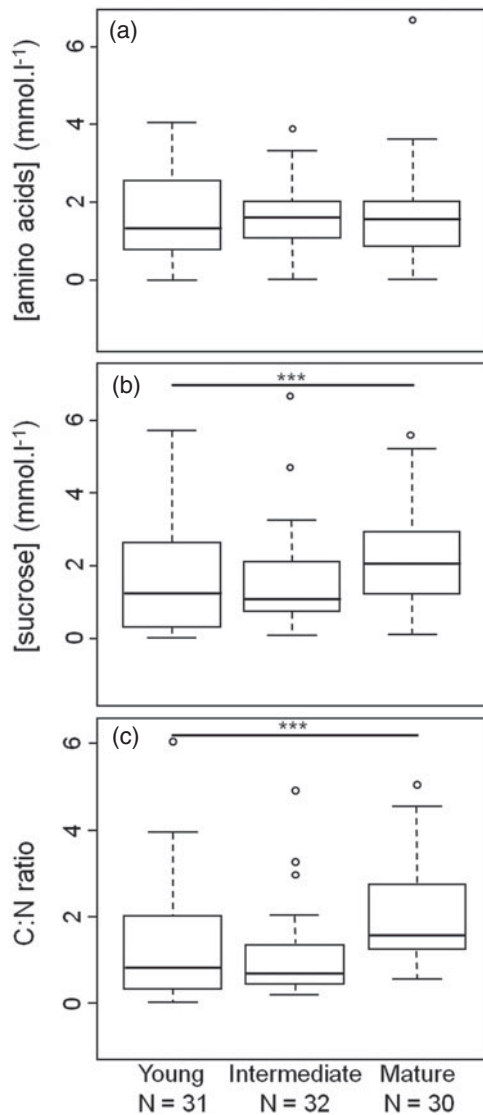 (a)
[amino acids] (mmol.l⁻¹)
6
4
2
0
(b)
***
[sucrose] (mmol.l⁻¹)
6
4
2
0
(c)
***
C:N ratio
6
4
2
0
Young Intermediate Mature
N = 31 N = 32 N = 30